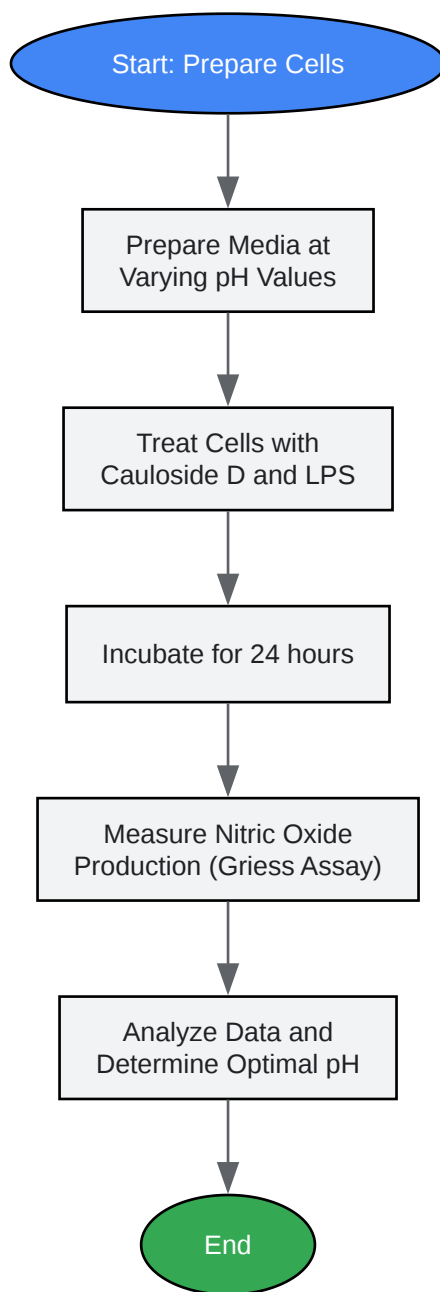 Start: Prepare Cells
Prepare Media at
Varying pH Values
Treat Cells with
Cauloside D and LPS
Incubate for 24 hours
Measure Nitric Oxide
Production (Griess Assay)
Analyze Data and
Determine Optimal pH
End